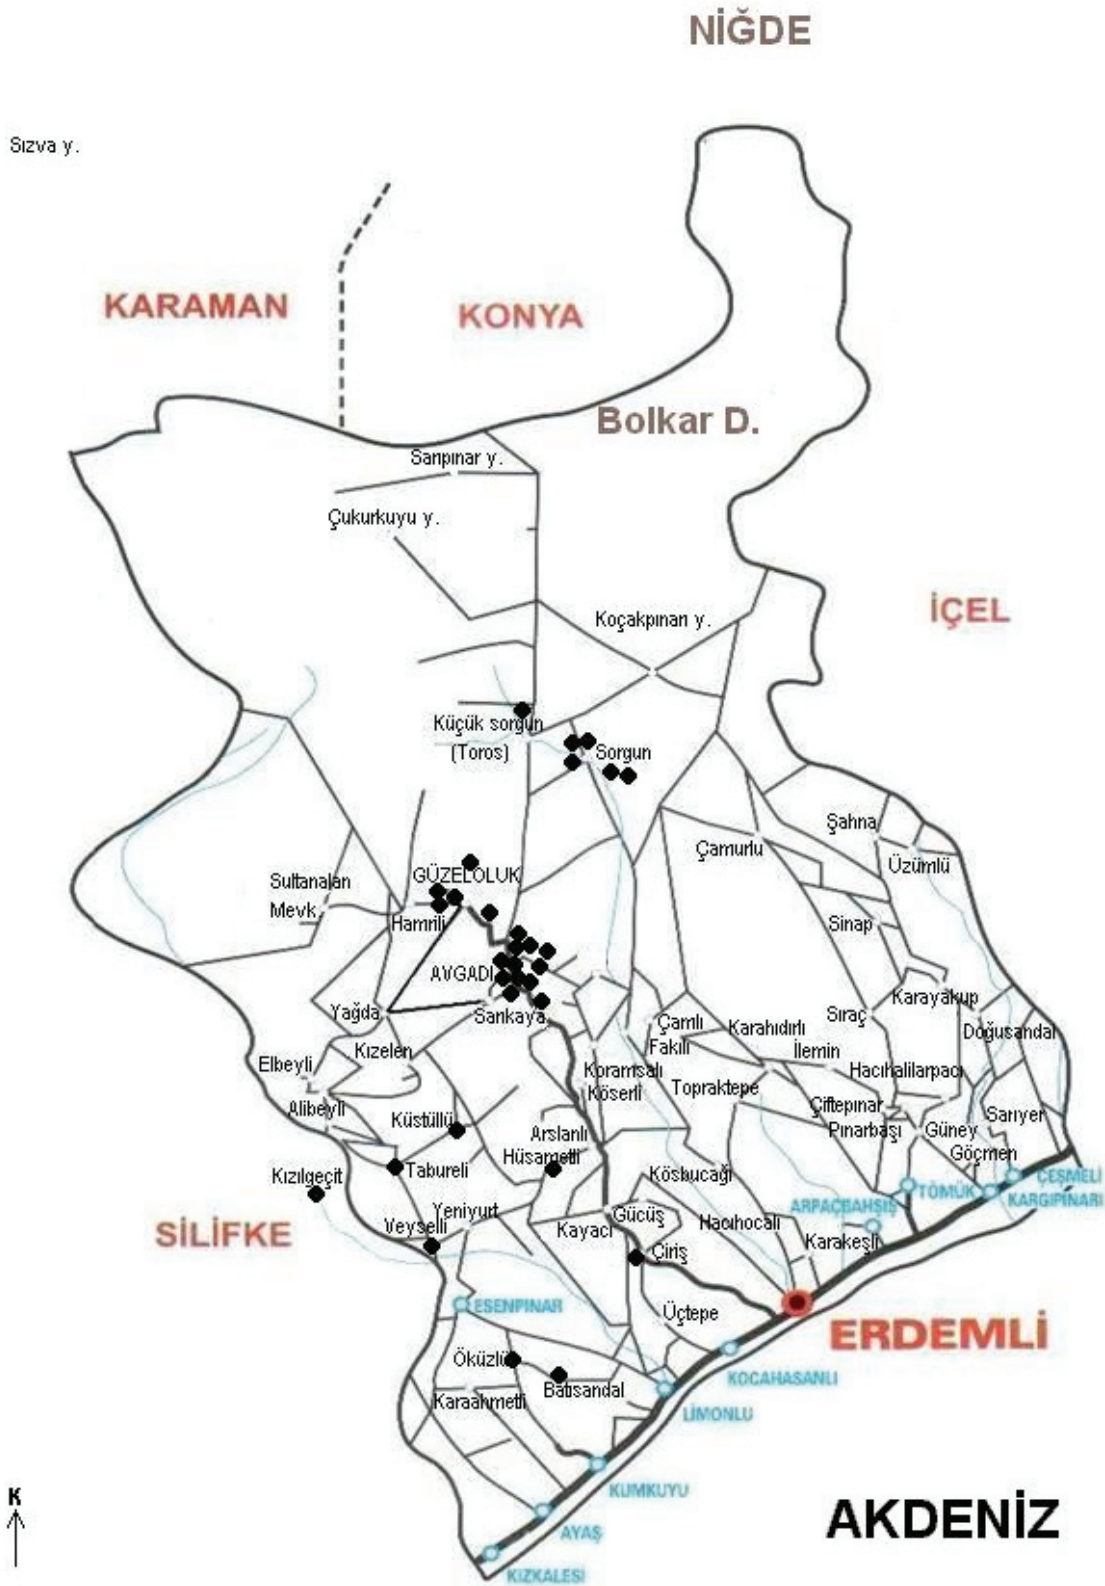 NİĞDE
Sızva y.
KARAMAN
KONYA
Bolkar D.
Sarıpınar y.
Çukurkuyu y.
İÇEL
Koçakpınarı y.
Küçük sorgun
(Toros)
Sorgun
Şahna
Çamurlu
Üzümlü
GÜZELOLUK
Sultanalan
Mevk.
Hamrili
Sinap
AVGADI
Karayakup
Yağda
Sarıkaya
Sıraç
Çamlı
Karahıdırlı
Doğusandal
Fakılı
İlemin
Kızelen
Elbeyli
Koramsalı
Hacıhalilarpacı
Köserli
Topraktepe
Alibeyli
Çiftepınar
Küstüllü
Sarıyer
Arslanlı
Pınarbaşı
Güney
Hüsametli
Göçmen
Kızılgeçit
Tabureli
Kösbucağı
ÇEŞMELİ
TÖMÜK
KARGIPINARI
ARPAÇBAHŞİŞ
SİLİFKE
Veyselli
Yeniyurt
Kayacı
Gücüş
Hacıhocalı
Karakeşli
Çiriş
ESENPINAR
Üçtepe
ERDEMLİ
Öküzlü
KOCAHASANLI
Batısandal
Karaahmetli
LİMONLU
K
KUMKUYU
AKDENİZ
AYAŞ
KIZKALESİ